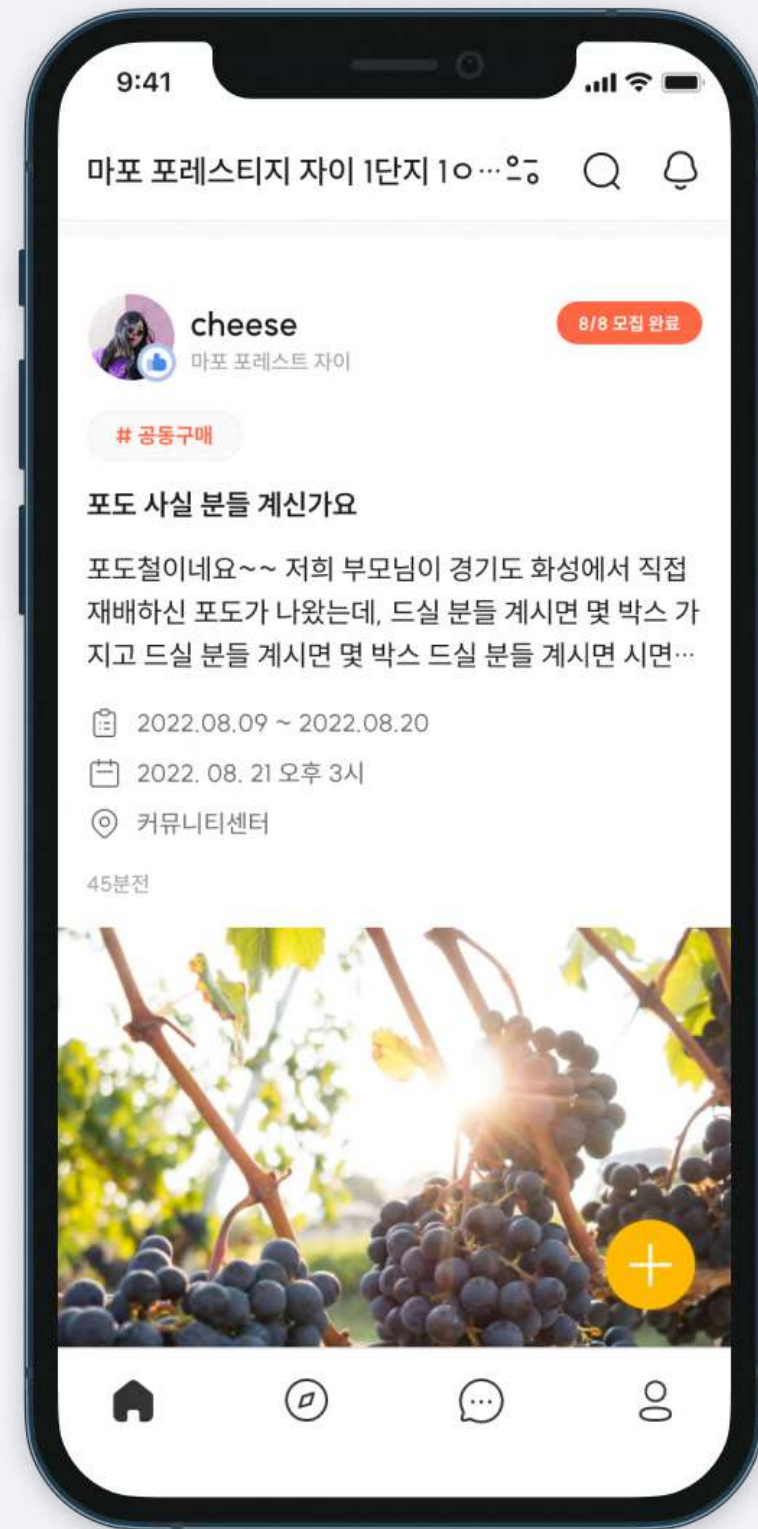 9:41
마포 포레스티지 자이 1단지 1ㅇ…
cheese
8/8 모집 완료
마포 포레스트 자이
# 공동구매
포도 사실 분들 계신가요
포도철이네요~~ 저희 부모님이 경기도 화성에서 직접
재배하신 포도가 나왔는데, 드실 분들 계시면 몇 박스 가
지고 드실 분들 계시면 몇 박스 드실 분들 계시면 시면…
2022.08.09 ~ 2022.08.20
2022. 08. 21 오후 3시
커뮤니티센터
45분전